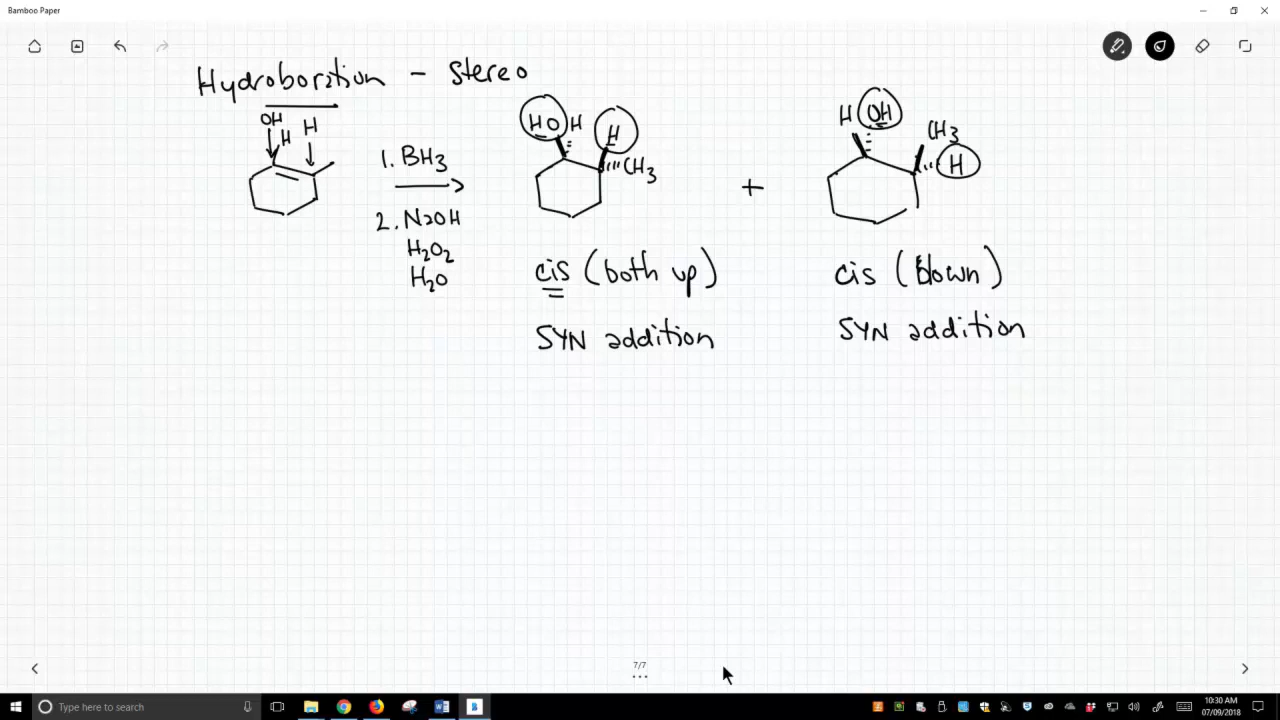 Bamboo Paper
Hydroboration - Stereo
OH
H H
1. BH3
2. NaOH
H2O2
H2O
HO H H
CH3
+
H OH
CH3
H
cis (both up)
SYN addition
cis (down)
SYN addition
7/7
Type here to search
10:30 AM
07/09/2018